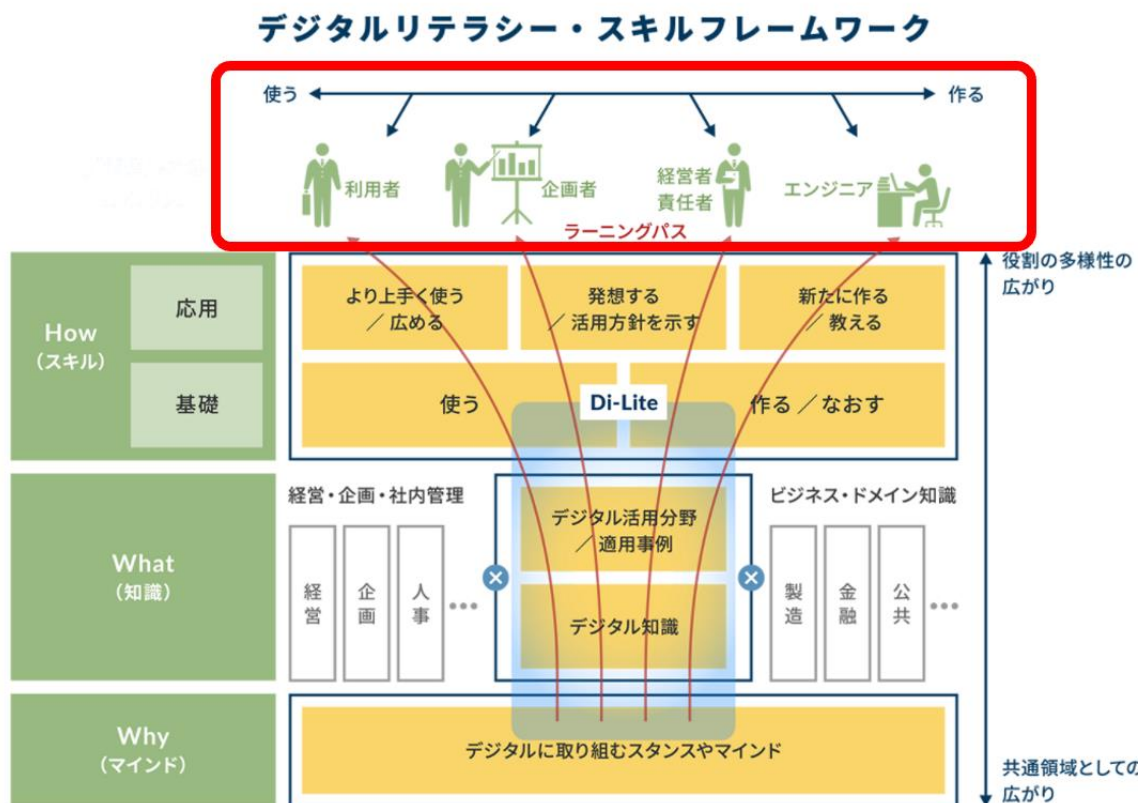 デジタルリテラシー・スキルフレームワーク
使う
作る
利用者
企画者
経営者
責任者
エンジニア
ラーニングパス
役割の多様性の
広がり
How
(スキル)
応用
より上手く使う
／広める
発想する
／活用方針を示す
新たに作る
／教える
基礎
使う
Di-Lite
作る／なおす
What
(知識)
経営・企画・社内管理
経営
企画
人事
•••
デジタル活用分野
／適用事例
デジタル知識
ビジネス・ドメイン知識
製造
金融
公共
•••
Why
(マインド)
デジタルに取り組むスタンスやマインド
共通領域としての
広がり